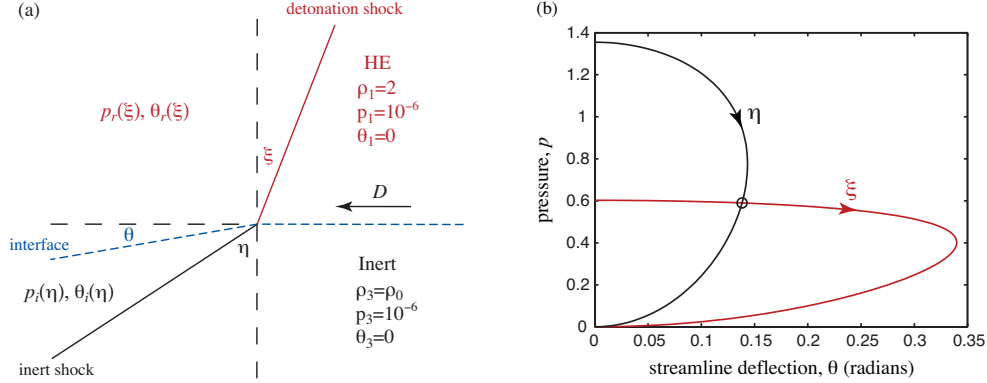 (a)
detonation shock
HE
ρ₁=2
p₁=10⁻⁶
θ₁=0
pᵣ(ξ), θᵣ(ξ)
ξ
D
interface
θ
η
Inert
ρ₃=ρ₀
p₃=10⁻⁶
θ₃=0
pᵢ(η), θᵢ(η)
inert shock
(b)
1.4
1.2
1
0.8
0.6
0.4
0.2
0
pressure, p
η
ξ
0 0.05 0.1 0.15 0.2 0.25 0.3 0.35
streamline deflection, θ (radians)